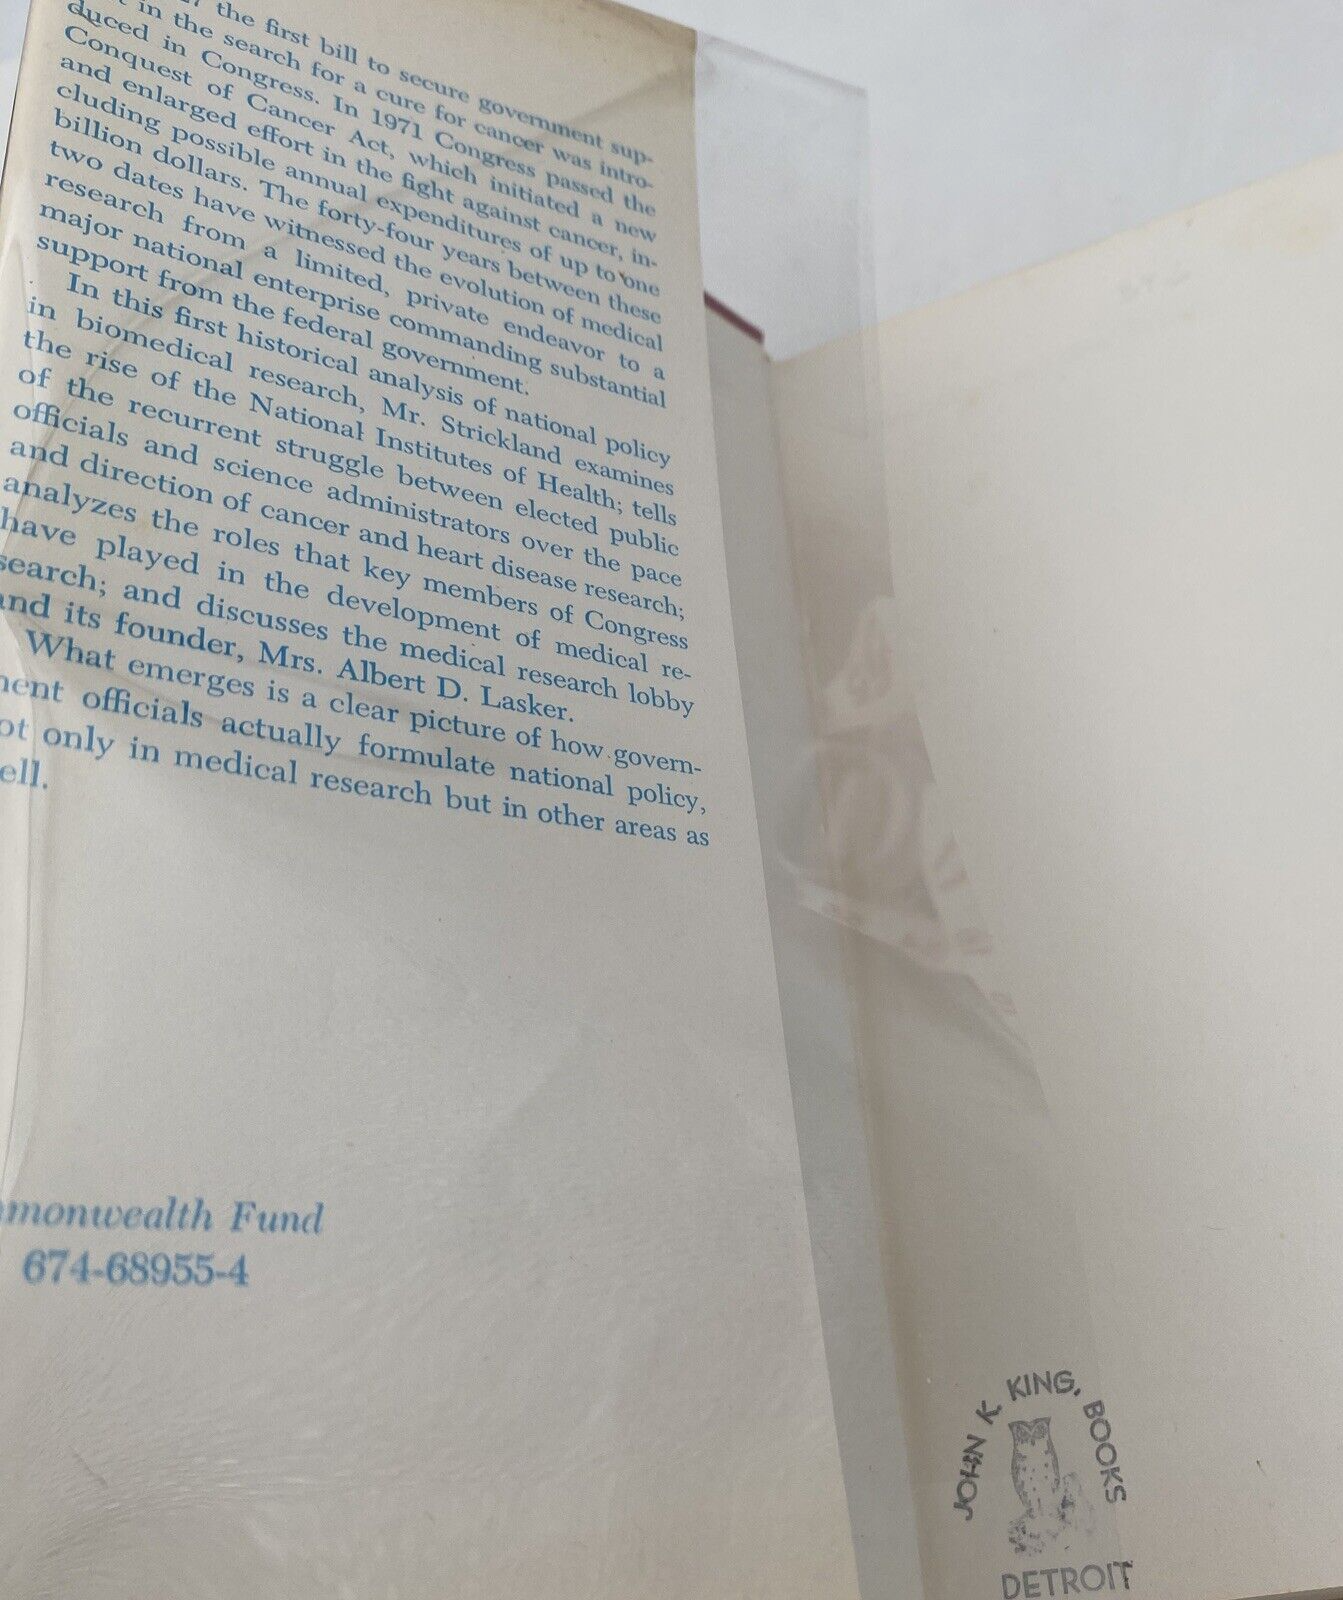 the first bill to secure government sup-
in the search for a cure for cancer was intro-
duced in Congress. In 1971 Congress passed the
Conquest of Cancer Act, which initiated a new
and enlarged effort in the fight against cancer, in-
cluding possible annual expenditures of up to one
billion dollars. The forty-four years between these
two dates have witnessed the evolution of medical
research from a limited, private endeavor to a
major national enterprise commanding substantial
support from the federal government.
In this first historical analysis of national policy
in biomedical research, Mr. Strickland examines
the rise of the National Institutes of Health; tells
of the recurrent struggle between elected public
officials and science administrators over the pace
and direction of cancer and heart disease research;
analyzes the roles that key members of Congress
have played in the development of medical re-
search; and discusses the medical research lobby
and its founder, Mrs. Albert D. Lasker.
What emerges is a clear picture of how govern-
ment officials actually formulate national policy,
not only in medical research but in other areas as
ell.
mmonwealth Fund
674-68955-4
JOHN K. KING, BOOKS
DETROIT